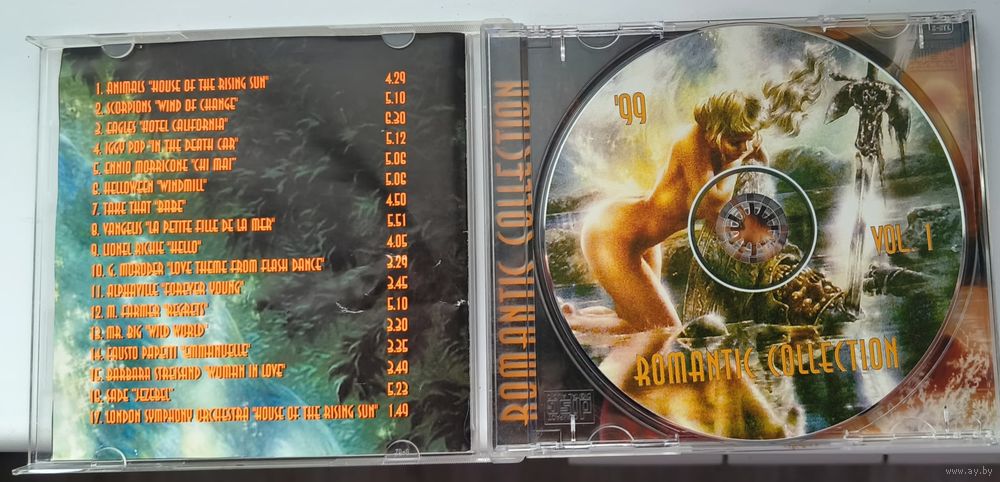 1. ANIMALS "HOUSE OF THE RISING SUN" 4.29
2. SCORPIONS "WIND OF CHANGE" 5.10
3. EAGLES "HOTEL CALIFORNIA" 6.30
4. IGGY POP "IN THE DEATH CAR" 5.12
5. ENNIO MORRICONE "CHI MAI" 5.06
6. HELLOWEEN "WINDMILL" 5.06
7. TAKE THAT "BABE" 4.50
8. VANGELIS "LA PETITE FILLE DE LA MER" 5.51
9. LIONEL RICHIE "HELLO" 4.05
10. G. MORODER "LOVE THEME FROM FLASH DANCE" 3.29
11. ALPHAVILLE "FOREVER YOUNG" 3.45
12. M. FARMER "REGRETS" 5.10
13. MR. BIG "WILD WORLD" 3.30
14. FAUSTO PAPETTI "EMMANUELLE" 3.35
15. BARBARA STREISAND "WOMAN IN LOVE" 3.49
16. SADE "JEZEBEL" 5.23
17. LONDON SYMPHONY ORCHESTRA "HOUSE OF THE RISING SUN" 1.49
ROMANTIC COLLECTION
'99
VOL. 1
ROMANTIC COLLECTION
www.ay.by